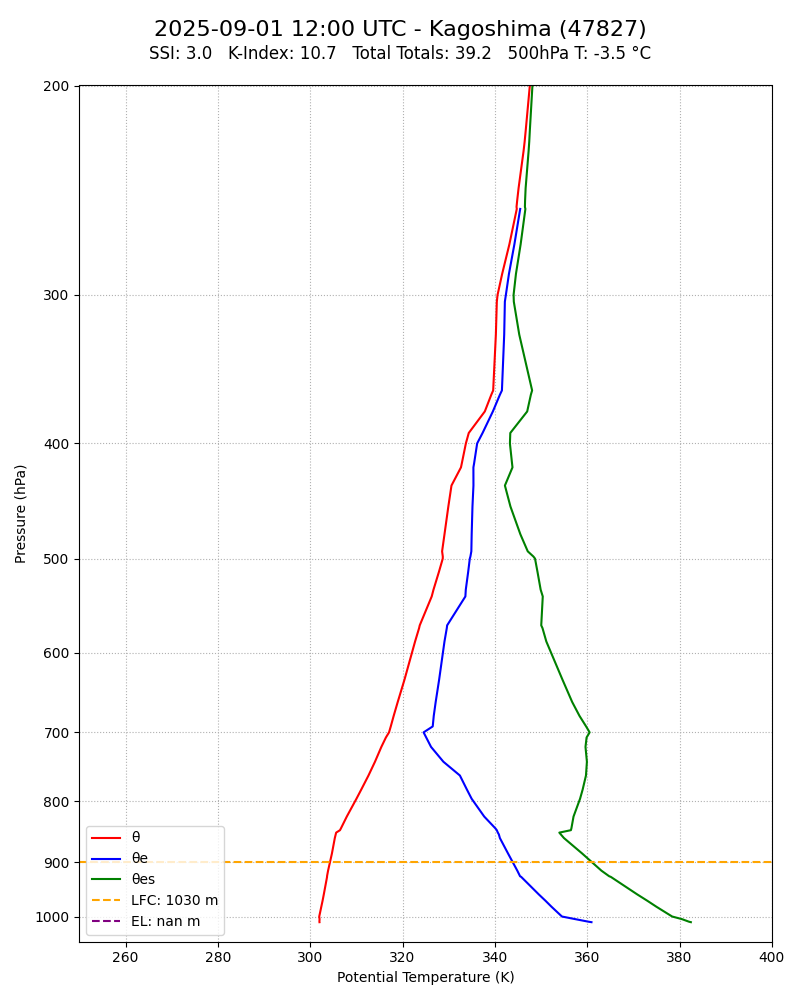 2025-09-01 12:00 UTC - Kagoshima (47827)
SSI: 3.0 K-Index: 10.7 Total Totals: 39.2 500hPa T: -3.5 °C
200
300
400
500
600
700
800
900
1000
Pressure (hPa)
θ
θe
θes
LFC: 1030 m
EL: nan m
260 280 300 320 340 360 380 400
Potential Temperature (K)